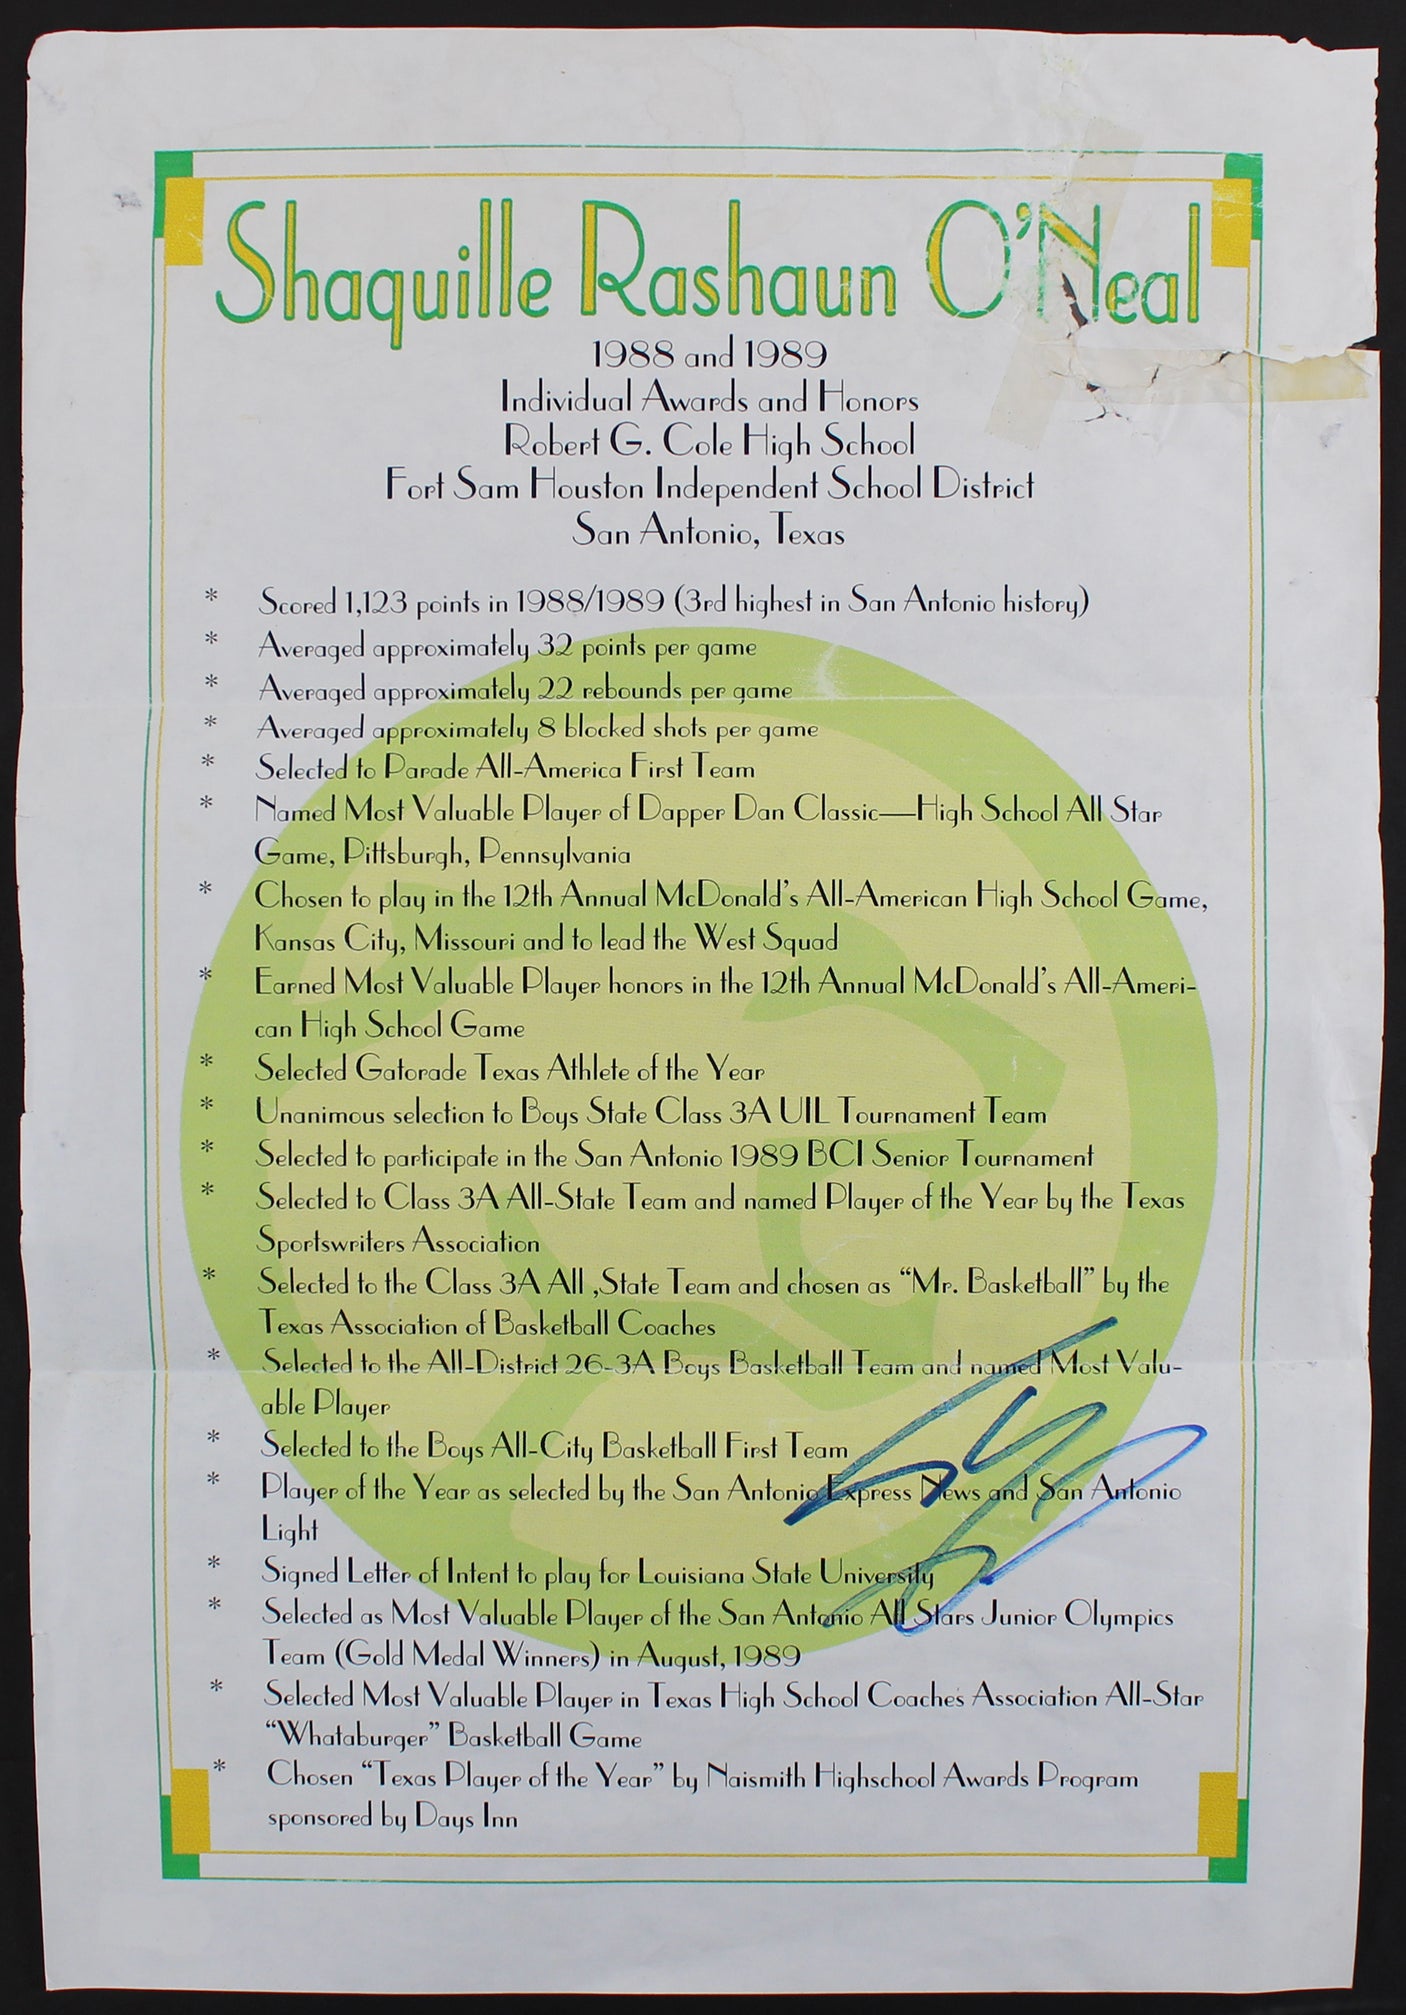 Shaquille Rashaun O'Neal
1988 and 1989
Individual Awards and Honors
Robert G. Cole High School
Fort Sam Houston Independent School District
San Antonio, Texas
* Scored 1,123 points in 1988/1989 (3rd highest in San Antonio history)
* Averaged approximately 32 points per game
* Averaged approximately 22 rebounds per game
* Averaged approximately 8 blocked shots per game
* Selected to Parade All-America First Team
* Named Most Valuable Player of Dapper Dan Classic—High School All Star
Game, Pittsburgh, Pennsylvania
* Chosen to play in the 12th Annual McDonald's All-American High School Game,
Kansas City, Missouri and to lead the West Squad
* Earned Most Valuable Player honors in the 12th Annual McDonald's All-Ameri-
can High School Game
* Selected Gatorade Texas Athlete of the Year
* Unanimous selection to Boys State Class 3A UIL Tournament Team
* Selected to participate in the San Antonio 1989 BCI Senior Tournament
* Selected to Class 3A All-State Team and named Player of the Year by the Texas
Sportswriters Association
* Selected to the Class 3A All ,State Team and chosen as “Mr. Basketball” by the
Texas Association of Basketball Coaches
* Selected to the All-District 26-3A Boys Basketball Team and named Most Valu-
able Player
* Selected to the Boys All-City Basketball First Team
* Player of the Year as selected by the San Antonio Express News and San Antonio
Light
* Signed Letter of Intent to play for Louisiana State University
* Selected as Most Valuable Player of the San Antonio All Stars Junior Olympics
Team (Gold Medal Winners) in August, 1989
* Selected Most Valuable Player in Texas High School Coaches Association All-Star
“Whataburger” Basketball Game
* Chosen “Texas Player of the Year” by Naismith Highschool Awards Program
sponsored by Days Inn